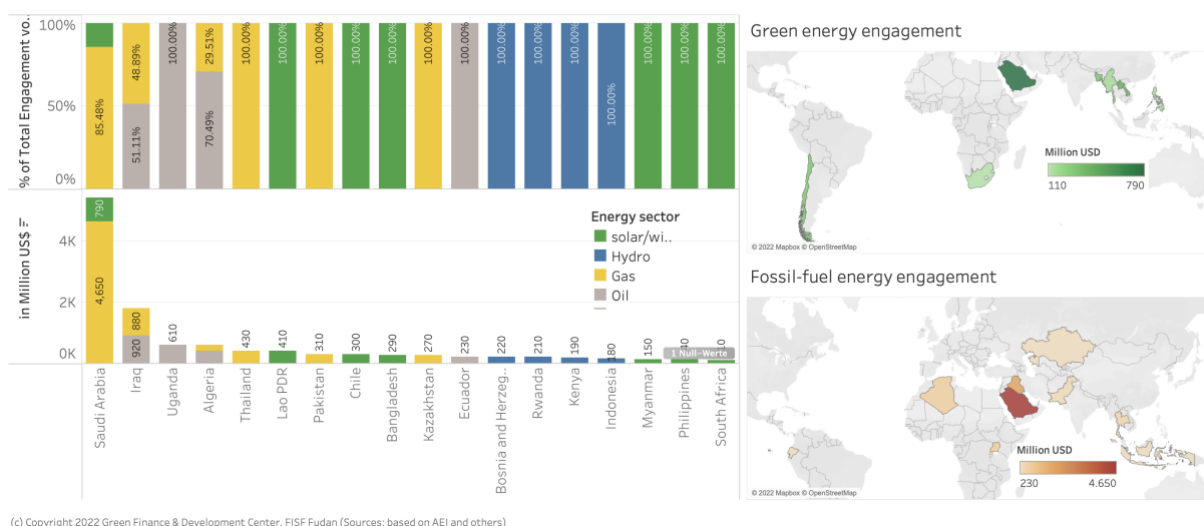 % of Total Engagement vo..
100%
50%
0%
85.48%
48.89%
51.11%
100.00%
29.51%
70.49%
100.00%
100.00%
100.00%
100.00%
100.00%
100.00%
100.00%
100.00%
100.00%
100.00%
100.00%
100.00%
100.00%
100.00%
in Million US$
4K
2K
0K
790
4,650
880
920
610
430
410
310
300
290
270
230
220
210
190
180
150
1 Null-Werte
Energy sector
solar/wi..
Hydro
Gas
Oil
Saudi Arabia
Iraq
Uganda
Algeria
Thailand
Lao PDR
Pakistan
Chile
Bangladesh
Kazakhstan
Ecuador
Bosnia and Herzeg..
Rwanda
Kenya
Indonesia
Myanmar
Philippines
South Africa
Green energy engagement
Million USD
110 790
© 2022 Mapbox © OpenStreetMap
Fossil-fuel energy engagement
Million USD
230 4.650
© 2022 Mapbox © OpenStreetMap
(c) Copyright 2022 Green Finance & Development Center, FISF Fudan (Sources: based on AEI and others)